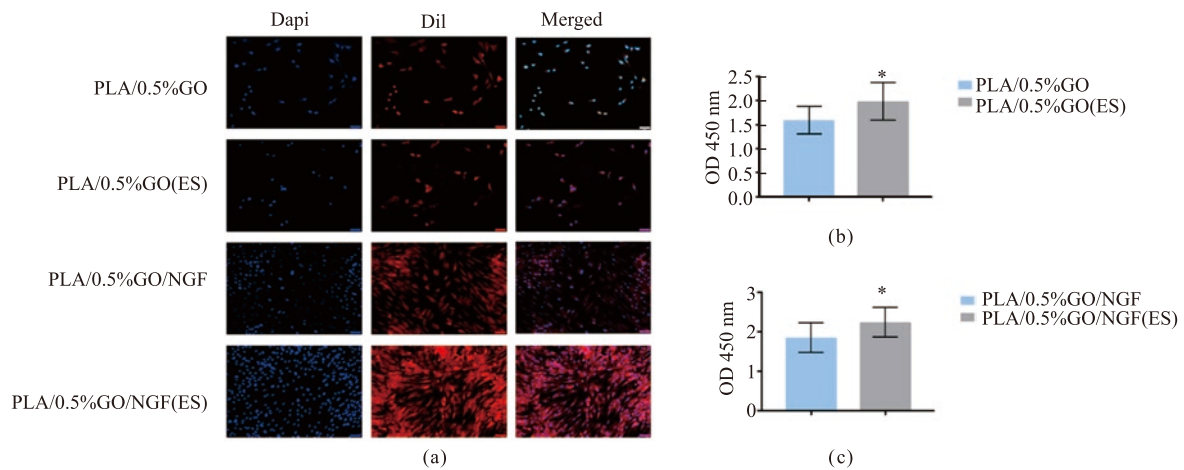 Dapi
Dil
Merged
PLA/0.5%GO
PLA/0.5%GO(ES)
PLA/0.5%GO/NGF
PLA/0.5%GO/NGF(ES)
(a)
OD 450 nm
2.5
2.0
1.5
1.0
0.5
0.0
*
PLA/0.5%GO
PLA/0.5%GO(ES)
(b)
OD 450 nm
3
2
1
0
*
PLA/0.5%GO/NGF
PLA/0.5%GO/NGF(ES)
(c)